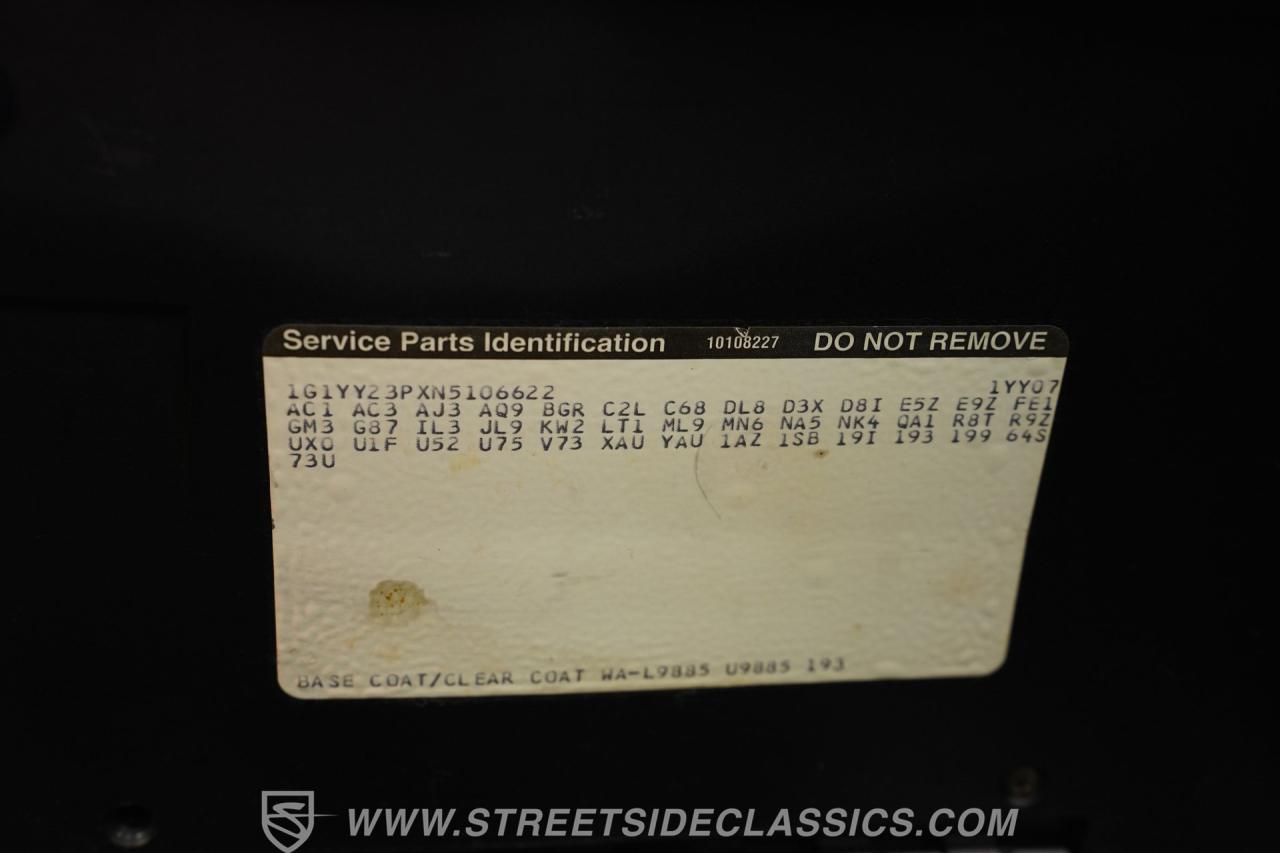 Service Parts Identification 10108227 DO NOT REMOVE
1G1YY23PXN5106622 1YY07
AC1 AC3 AJ3 AQ9 BGR C2L C68 DL8 D3X D8I E5Z E9Z FE1
GM3 G87 IL3 JL9 KW2 LT1 ML9 MN6 NA5 NK4 QA1 R8T R9Z
UX0 U1F U52 U75 V73 XAU YAU 1AZ 1SB 19I 193 199 64S
73U
BASE COAT/CLEAR COAT WA-L9885 U9885 193
WWW.STREETSIDECLASSICS.COM